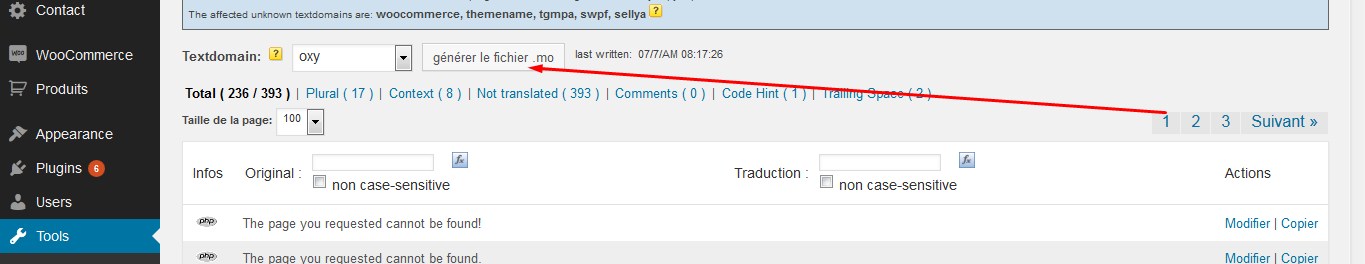 Contact
WooCommerce
Produits
Appearance
Plugins 6
Users
Tools
The affected unknown textdomains are: woocommerce, themename, tgmpa, swpf, sellya ?
Textdomain: ? oxy générer le fichier .mo last written: 07/7/AM 08:17:26
Total ( 236 / 393 ) | Plural ( 17 ) | Context ( 8 ) | Not translated ( 393 ) | Comments ( 0 ) | Code Hint ( 1 ) | Trailing Space ( 2 )
Taille de la page: 100
1 2 3 Suivant »
Infos Original : Traduction : Actions
non case-sensitive non case-sensitive
php The page you requested cannot be found! Modifier | Copier
php The page you requested cannot be found. Modifier | Copier